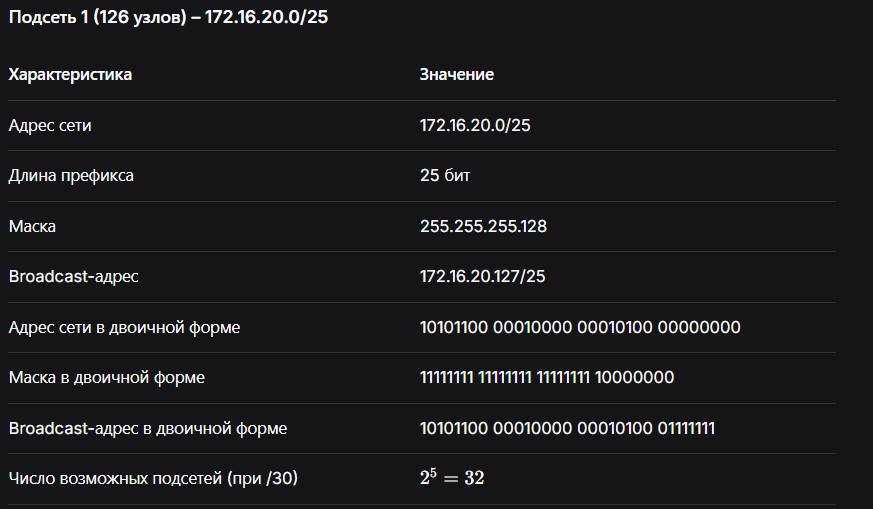 Подсеть 1 (126 узлов) – 172.16.20.0/25
Характеристика Значение
Адрес сети 172.16.20.0/25
Длина префикса 25 бит
Маска 255.255.255.128
Broadcast-адрес 172.16.20.127/25
Адрес сети в двоичной форме 10101100 00010000 00010100 00000000
Маска в двоичной форме 11111111 11111111 11111111 10000000
Broadcast-адрес в двоичной форме 10101100 00010000 00010100 01111111
Число возможных подсетей (при /30) 2⁵ = 32